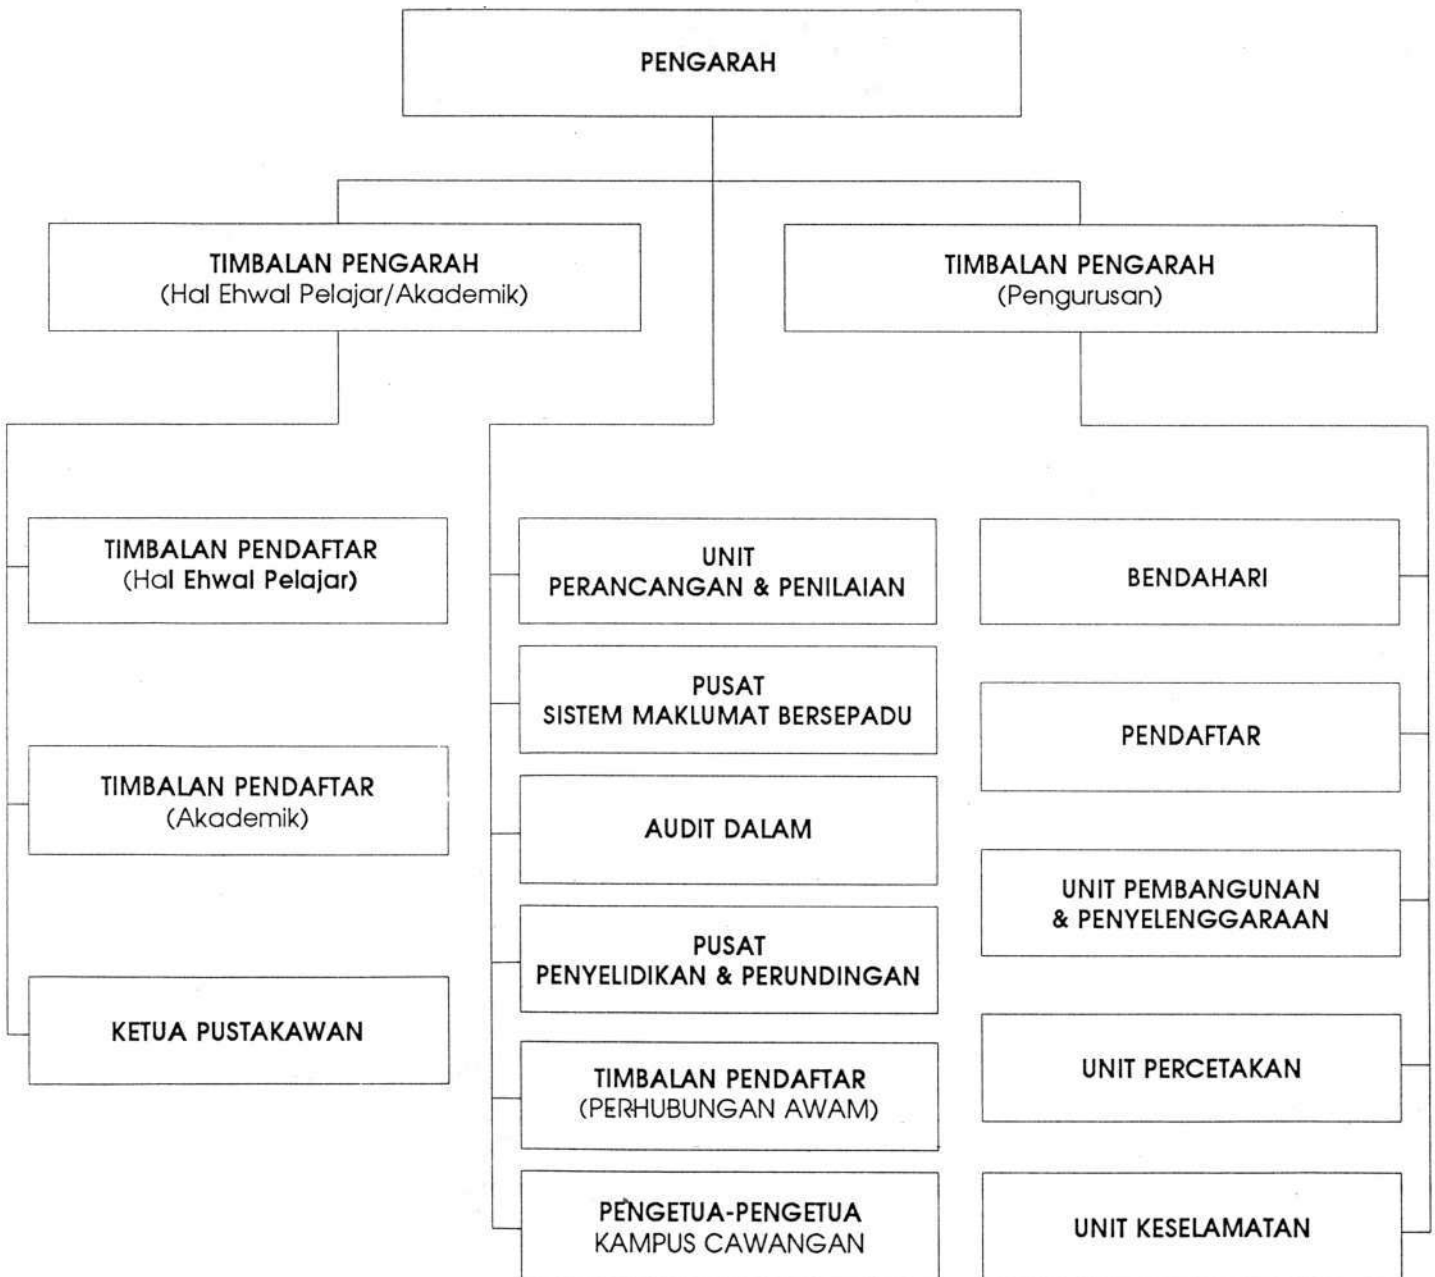 PENGARAH
TIMBALAN PENGARAH
(Hal Ehwal Pelajar/Akademik)
TIMBALAN PENGARAH
(Pengurusan)
TIMBALAN PENDAFTAR
(Hal Ehwal Pelajar)
TIMBALAN PENDAFTAR
(Akademik)
KETUA PUSTAKAWAN
UNIT
PERANCANGAN & PENILAIAN
PUSAT
SISTEM MAKLUMAT BERSEPADU
AUDIT DALAM
PUSAT
PENYELIDIKAN & PERUNDINGAN
TIMBALAN PENDAFTAR
(PERHUBUNGAN AWAM)
PENGETUA-PENGETUA
KAMPUS CAWANGAN
BENDAHARI
PENDAFTAR
UNIT PEMBANGUNAN
& PENYELENGGARAAN
UNIT PERCETAKAN
UNIT KESELAMATAN